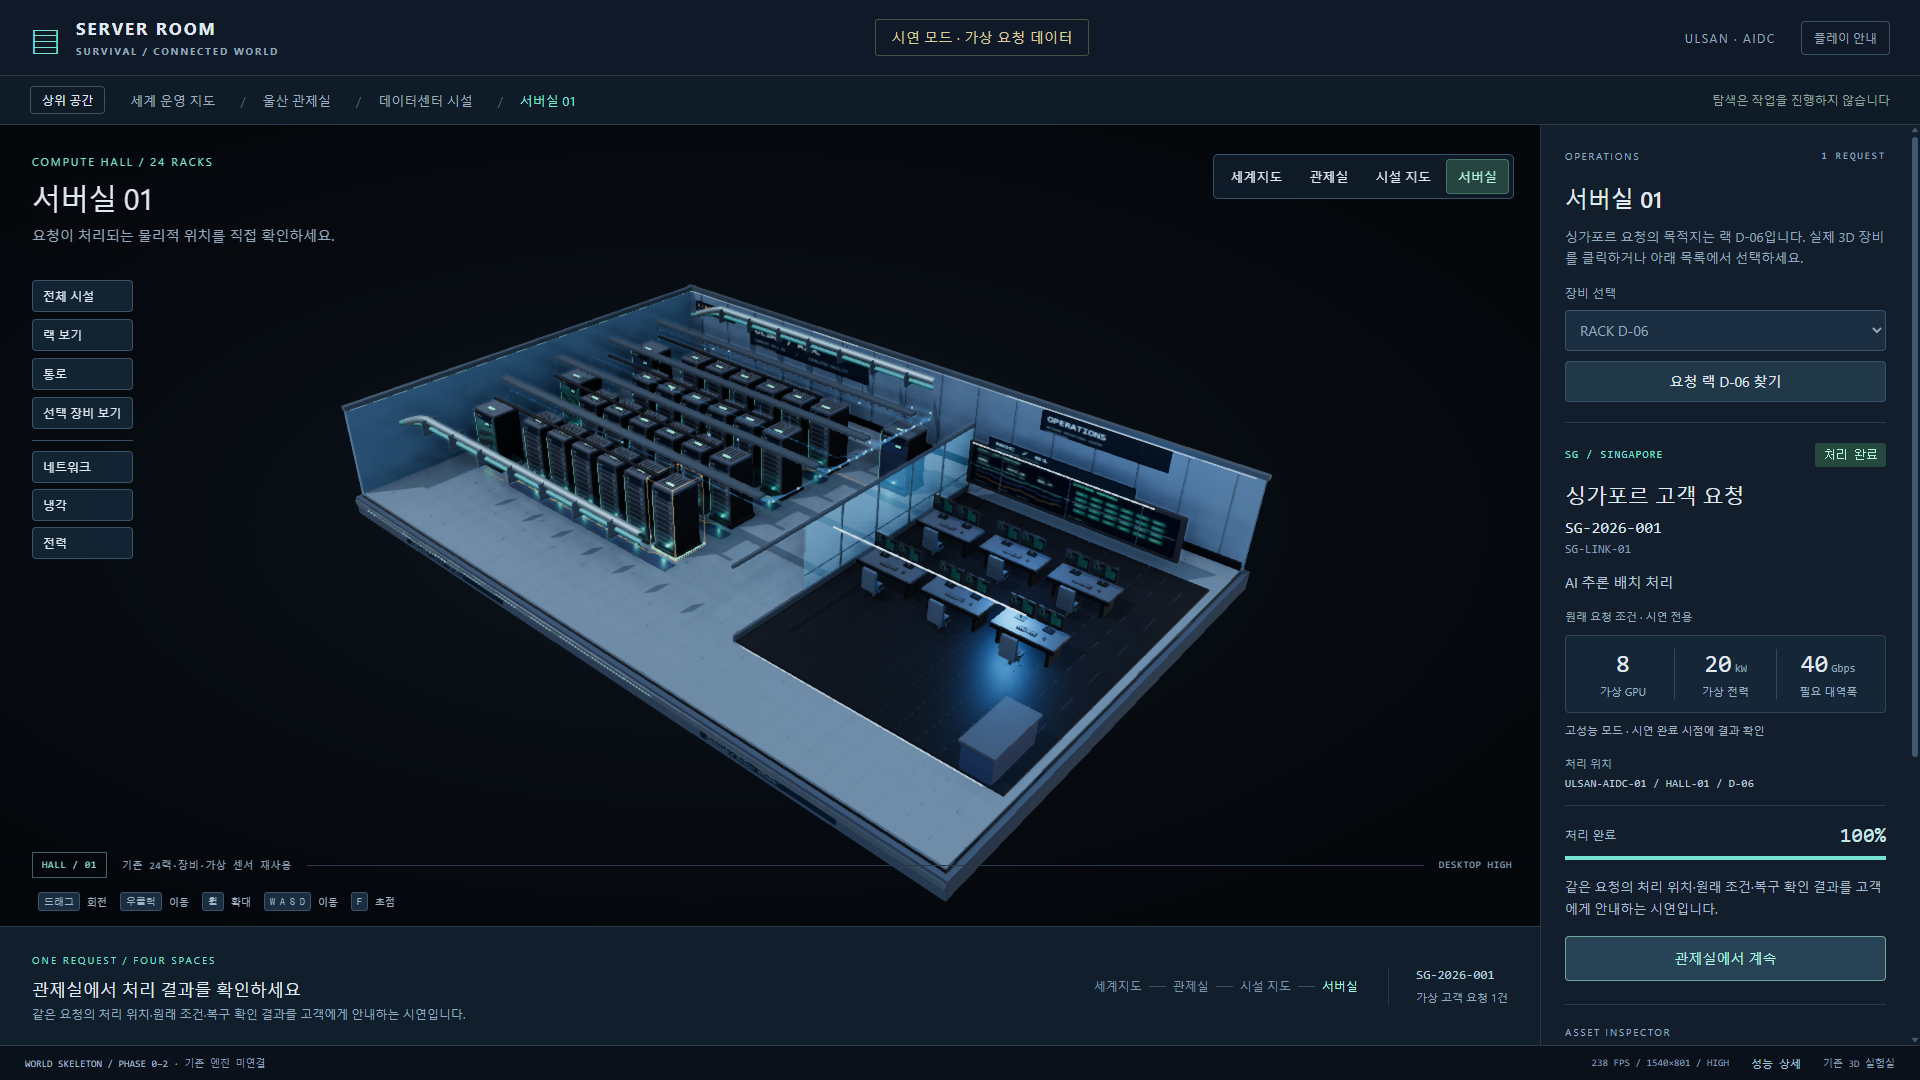 SERVER ROOM
SURVIVAL / CONNECTED WORLD
시연 모드 · 가상 요청 데이터
ULSAN · AIDC
플레이 안내
상위 공간
세계 운영 지도 / 울산 관제실 / 데이터센터 시설 / 서버실 01
탐색은 작업을 진행하지 않습니다
COMPUTE HALL / 24 RACKS
서버실 01
요청이 처리되는 물리적 위치를 직접 확인하세요.
세계지도 관제실 시설 지도 서버실
전체 시설
랙 보기
통로
선택 장비 보기
네트워크
냉각
전력
OPERATIONS
HALL / 01
기존 24랙·장비·가상 센서 재사용
DESKTOP HIGH
드래그 회전 우클릭 이동 휠 확대 W A S D 이동 F 초점
ONE REQUEST / FOUR SPACES
관제실에서 처리 결과를 확인하세요
같은 요청의 처리 위치·원래 조건·복구 확인 결과를 고객에게 안내하는 시연입니다.
세계지도 — 관제실 — 시설 지도 — 서버실
SG-2026-001
가상 고객 요청 1건
OPERATIONS
1 REQUEST
서버실 01
싱가포르 요청의 목적지는 랙 D-06입니다. 실제 3D 장비
를 클릭하거나 아래 목록에서 선택하세요.
장비 선택
RACK D-06
요청 랙 D-06 찾기
SG / SINGAPORE
처리 완료
싱가포르 고객 요청
SG-2026-001
SG-LINK-01
AI 추론 배치 처리
원래 요청 조건 · 시연 전용
8 20 kW 40 Gbps
가상 GPU 가상 전력 필요 대역폭
고성능 모드 · 시연 완료 시점에 결과 확인
처리 위치
ULSAN-AIDC-01 / HALL-01 / D-06
처리 완료
100%
같은 요청의 처리 위치·원래 조건·복구 확인 결과를 고객
에게 안내하는 시연입니다.
관제실에서 계속
ASSET INSPECTOR
WORLD SKELETON / PHASE 0–2 · 기존 엔진 미연결
238 FPS / 1540×801 / HIGH
성능 상세
기존 3D 실험실